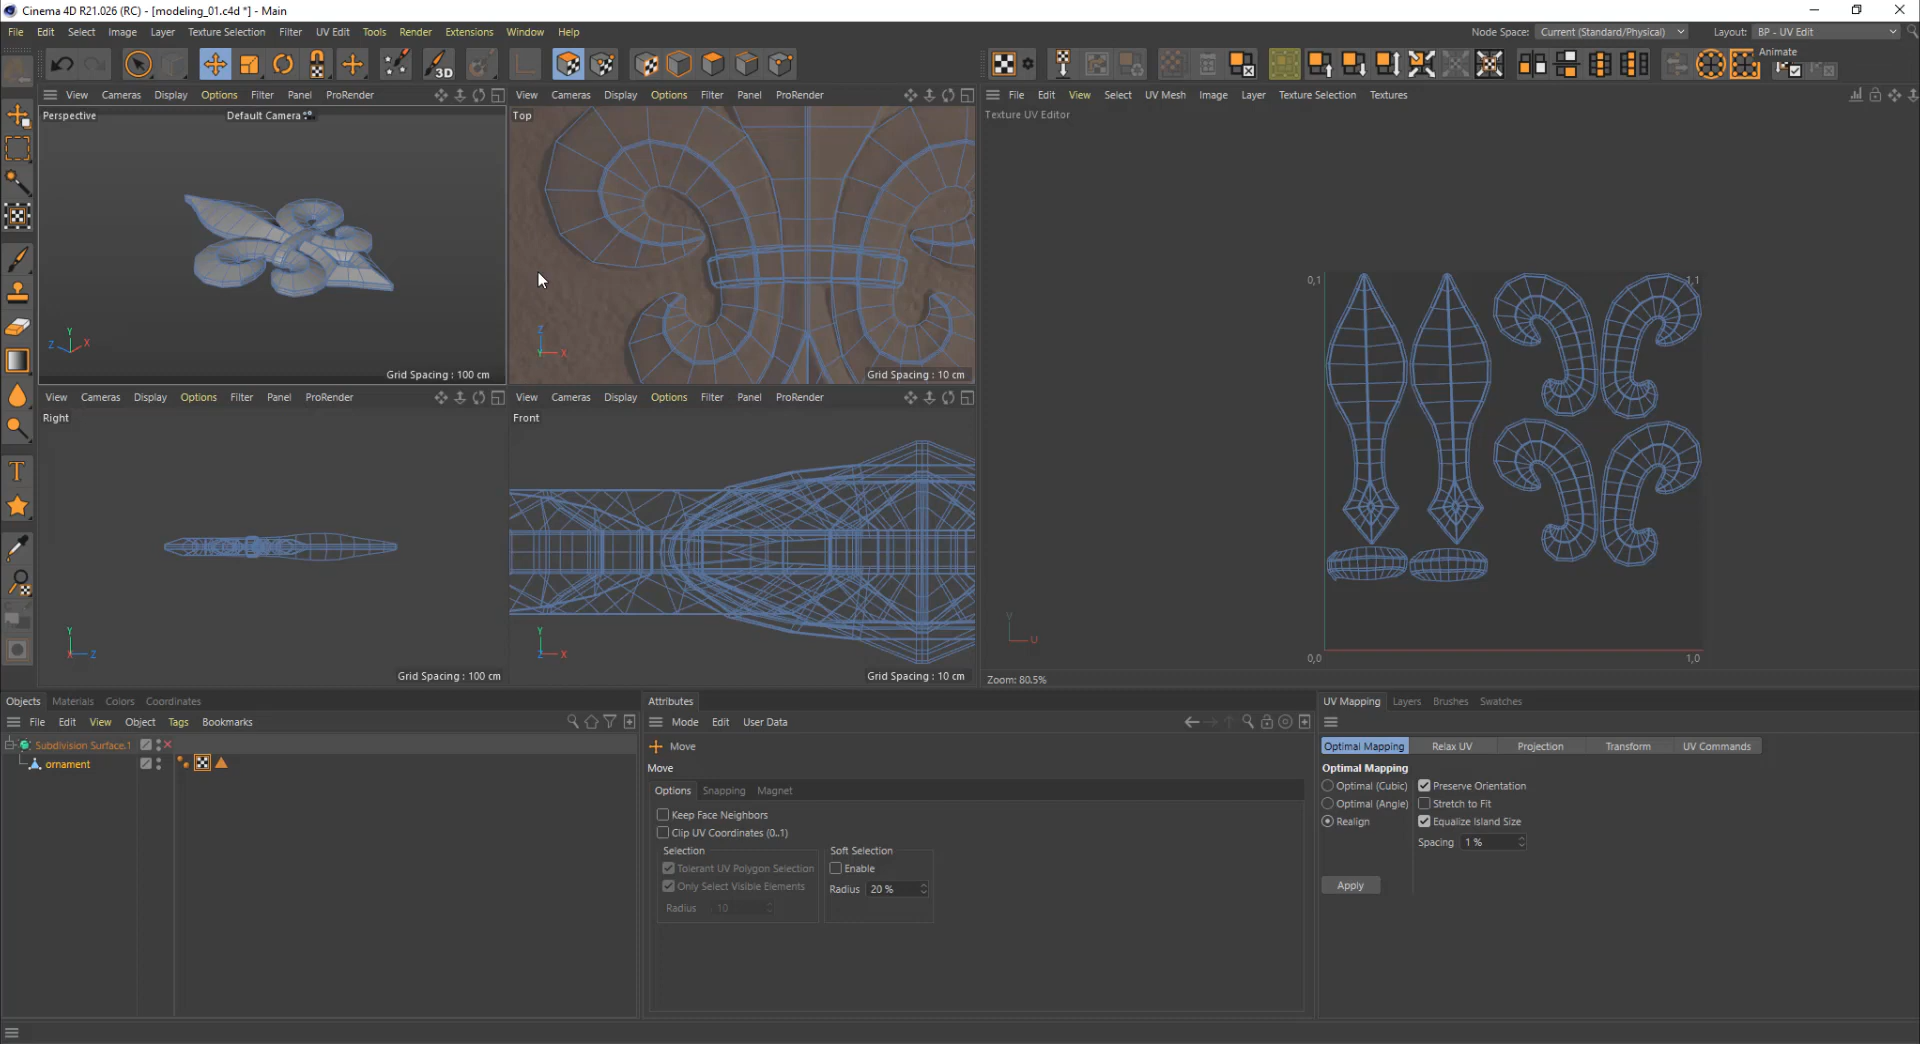 Cinema 4D R21.026 (RC) - [modeling_01.c4d *] - Main
File Edit Select Image Layer Texture Selection Filter UV Edit Tools Render Extensions Window Help
Node Space: Current (Standard/Physical) Layout: BP - UV Edit
Animate
3D
View Cameras Display Options Filter Panel ProRender
View Cameras Display Options Filter Panel ProRender
File Edit View Select UV Mesh Image Layer Texture Selection Textures
Perspective
Default Camera
Top
Texture UV Editor
0,1
1,1
Y
Z
X
Z
Y
X
Grid Spacing : 100 cm
Grid Spacing : 10 cm
View Cameras Display Options Filter Panel ProRender
View Cameras Display Options Filter Panel ProRender
Right
Front
T
Y
X
Z
Y
Z
X
V
U
0,0
1,0
Grid Spacing : 100 cm
Grid Spacing : 10 cm
Zoom: 80.5%
Objects Materials Colors Coordinates
Attributes
UV Mapping Layers Brushes Swatches
File Edit View Object Tags Bookmarks
Mode Edit User Data
Subdivision Surface.1
ornament
Move
Move
Options Snapping Magnet
Keep Face Neighbors
Clip UV Coordinates (0..1)
Selection
Tolerant UV Polygon Selection
Only Select Visible Elements
Radius 10
Soft Selection
Enable
Radius 20 %
Optimal Mapping Relax UV Projection Transform UV Commands
Optimal Mapping
Optimal (Cubic) Preserve Orientation
Optimal (Angle) Stretch to Fit
Realign Equalize Island Size
Spacing 1 %
Apply